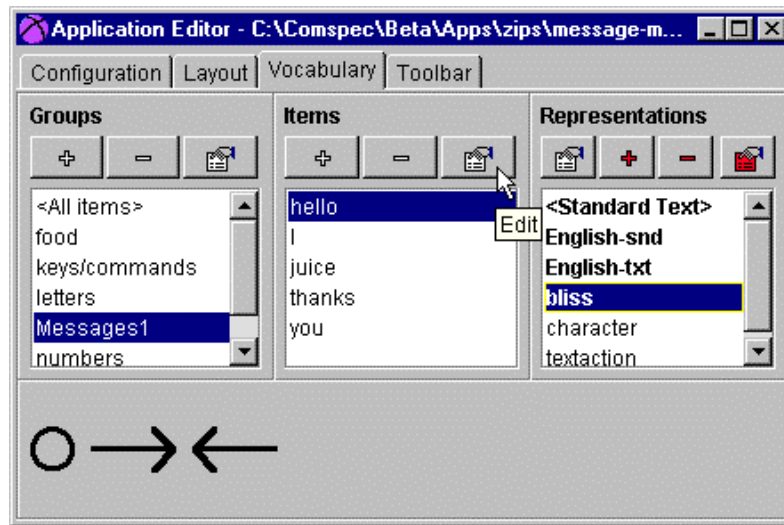 Application Editor - C:\Comspec\Beta\Apps\zips\message-m...
Configuration Layout Vocabulary Toolbar
Groups
<All items>
food
keys/commands
letters
Messages1
numbers
Items
hello
I
juice
thanks
you
Edit
Representations
<Standard Text>
English-snd
English-txt
bliss
character
textaction